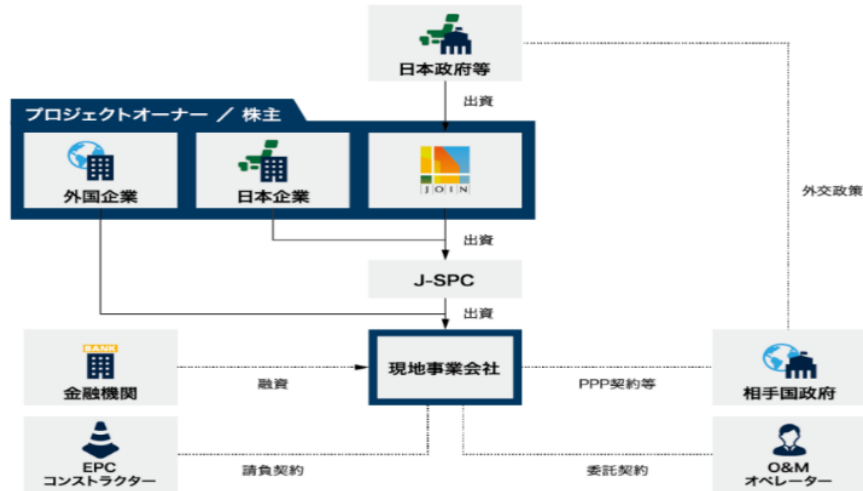 日本政府等
出資
プロジェクトオーナー ／ 株主
外国企業
日本企業
JOIN
外交政策
出資
J-SPC
出資
BANK
金融機関
融資
現地事業会社
PPP契約等
相手国政府
EPC
コンストラクター
請負契約
委託契約
O&M
オペレーター